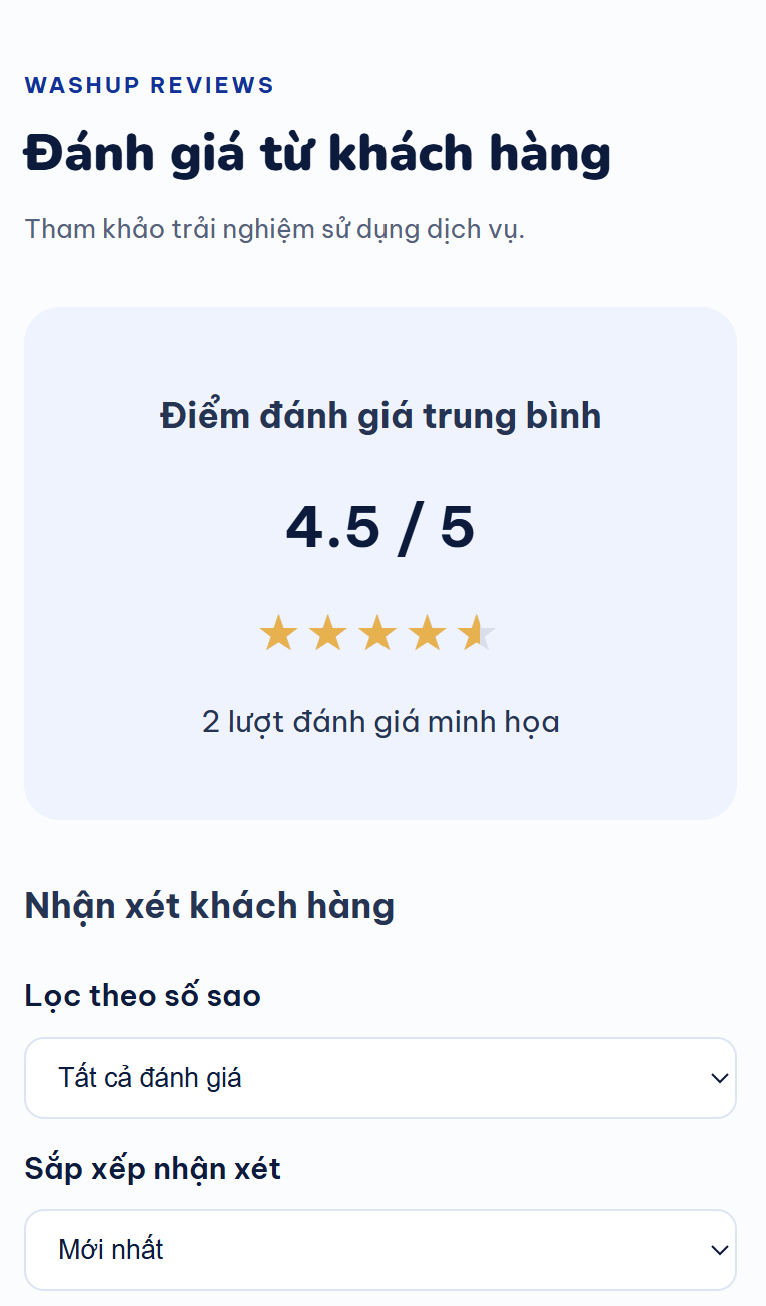 WASHUP REVIEWS
Đánh giá từ khách hàng
Tham khảo trải nghiệm sử dụng dịch vụ.
Điểm đánh giá trung bình
4.5 / 5
2 lượt đánh giá minh họa
Nhận xét khách hàng
Lọc theo số sao
Tất cả đánh giá
Sắp xếp nhận xét
Mới nhất